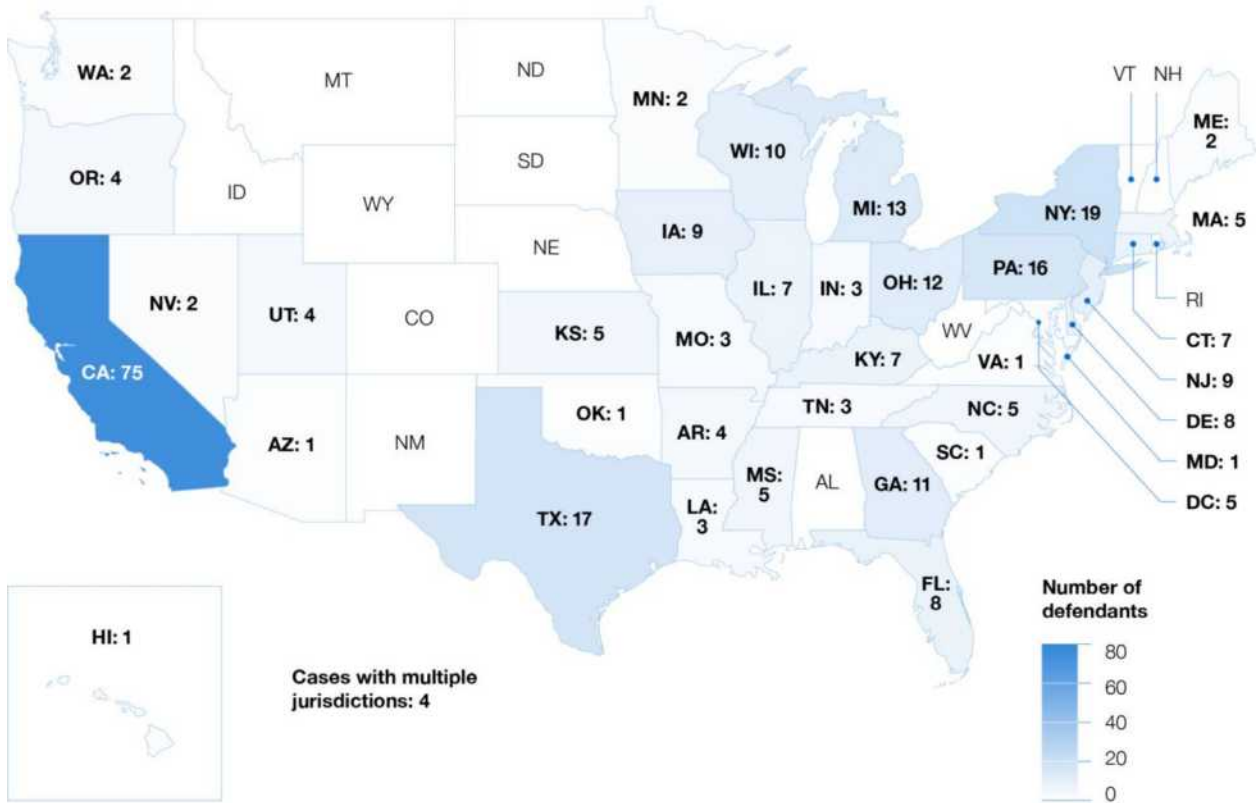 WA: 2
MT
ND
MN: 2
VT
NH
ME:
2
OR: 4
ID
WY
SD
WI: 10
MI: 13
NY: 19
MA: 5
NV: 2
UT: 4
CO
NE
IA: 9
IL: 7
IN: 3
OH: 12
PA: 16
RI
CA: 75
KS: 5
MO: 3
KY: 7
WV
VA: 1
CT: 7
NJ: 9
AZ: 1
NM
OK: 1
AR: 4
TN: 3
NC: 5
DE: 8
SC: 1
MD: 1
TX: 17
LA:
3
MS:
5
AL
GA: 11
DC: 5
FL:
8
HI: 1
Cases with multiple
jurisdictions: 4
Number of
defendants
80
60
40
20
0